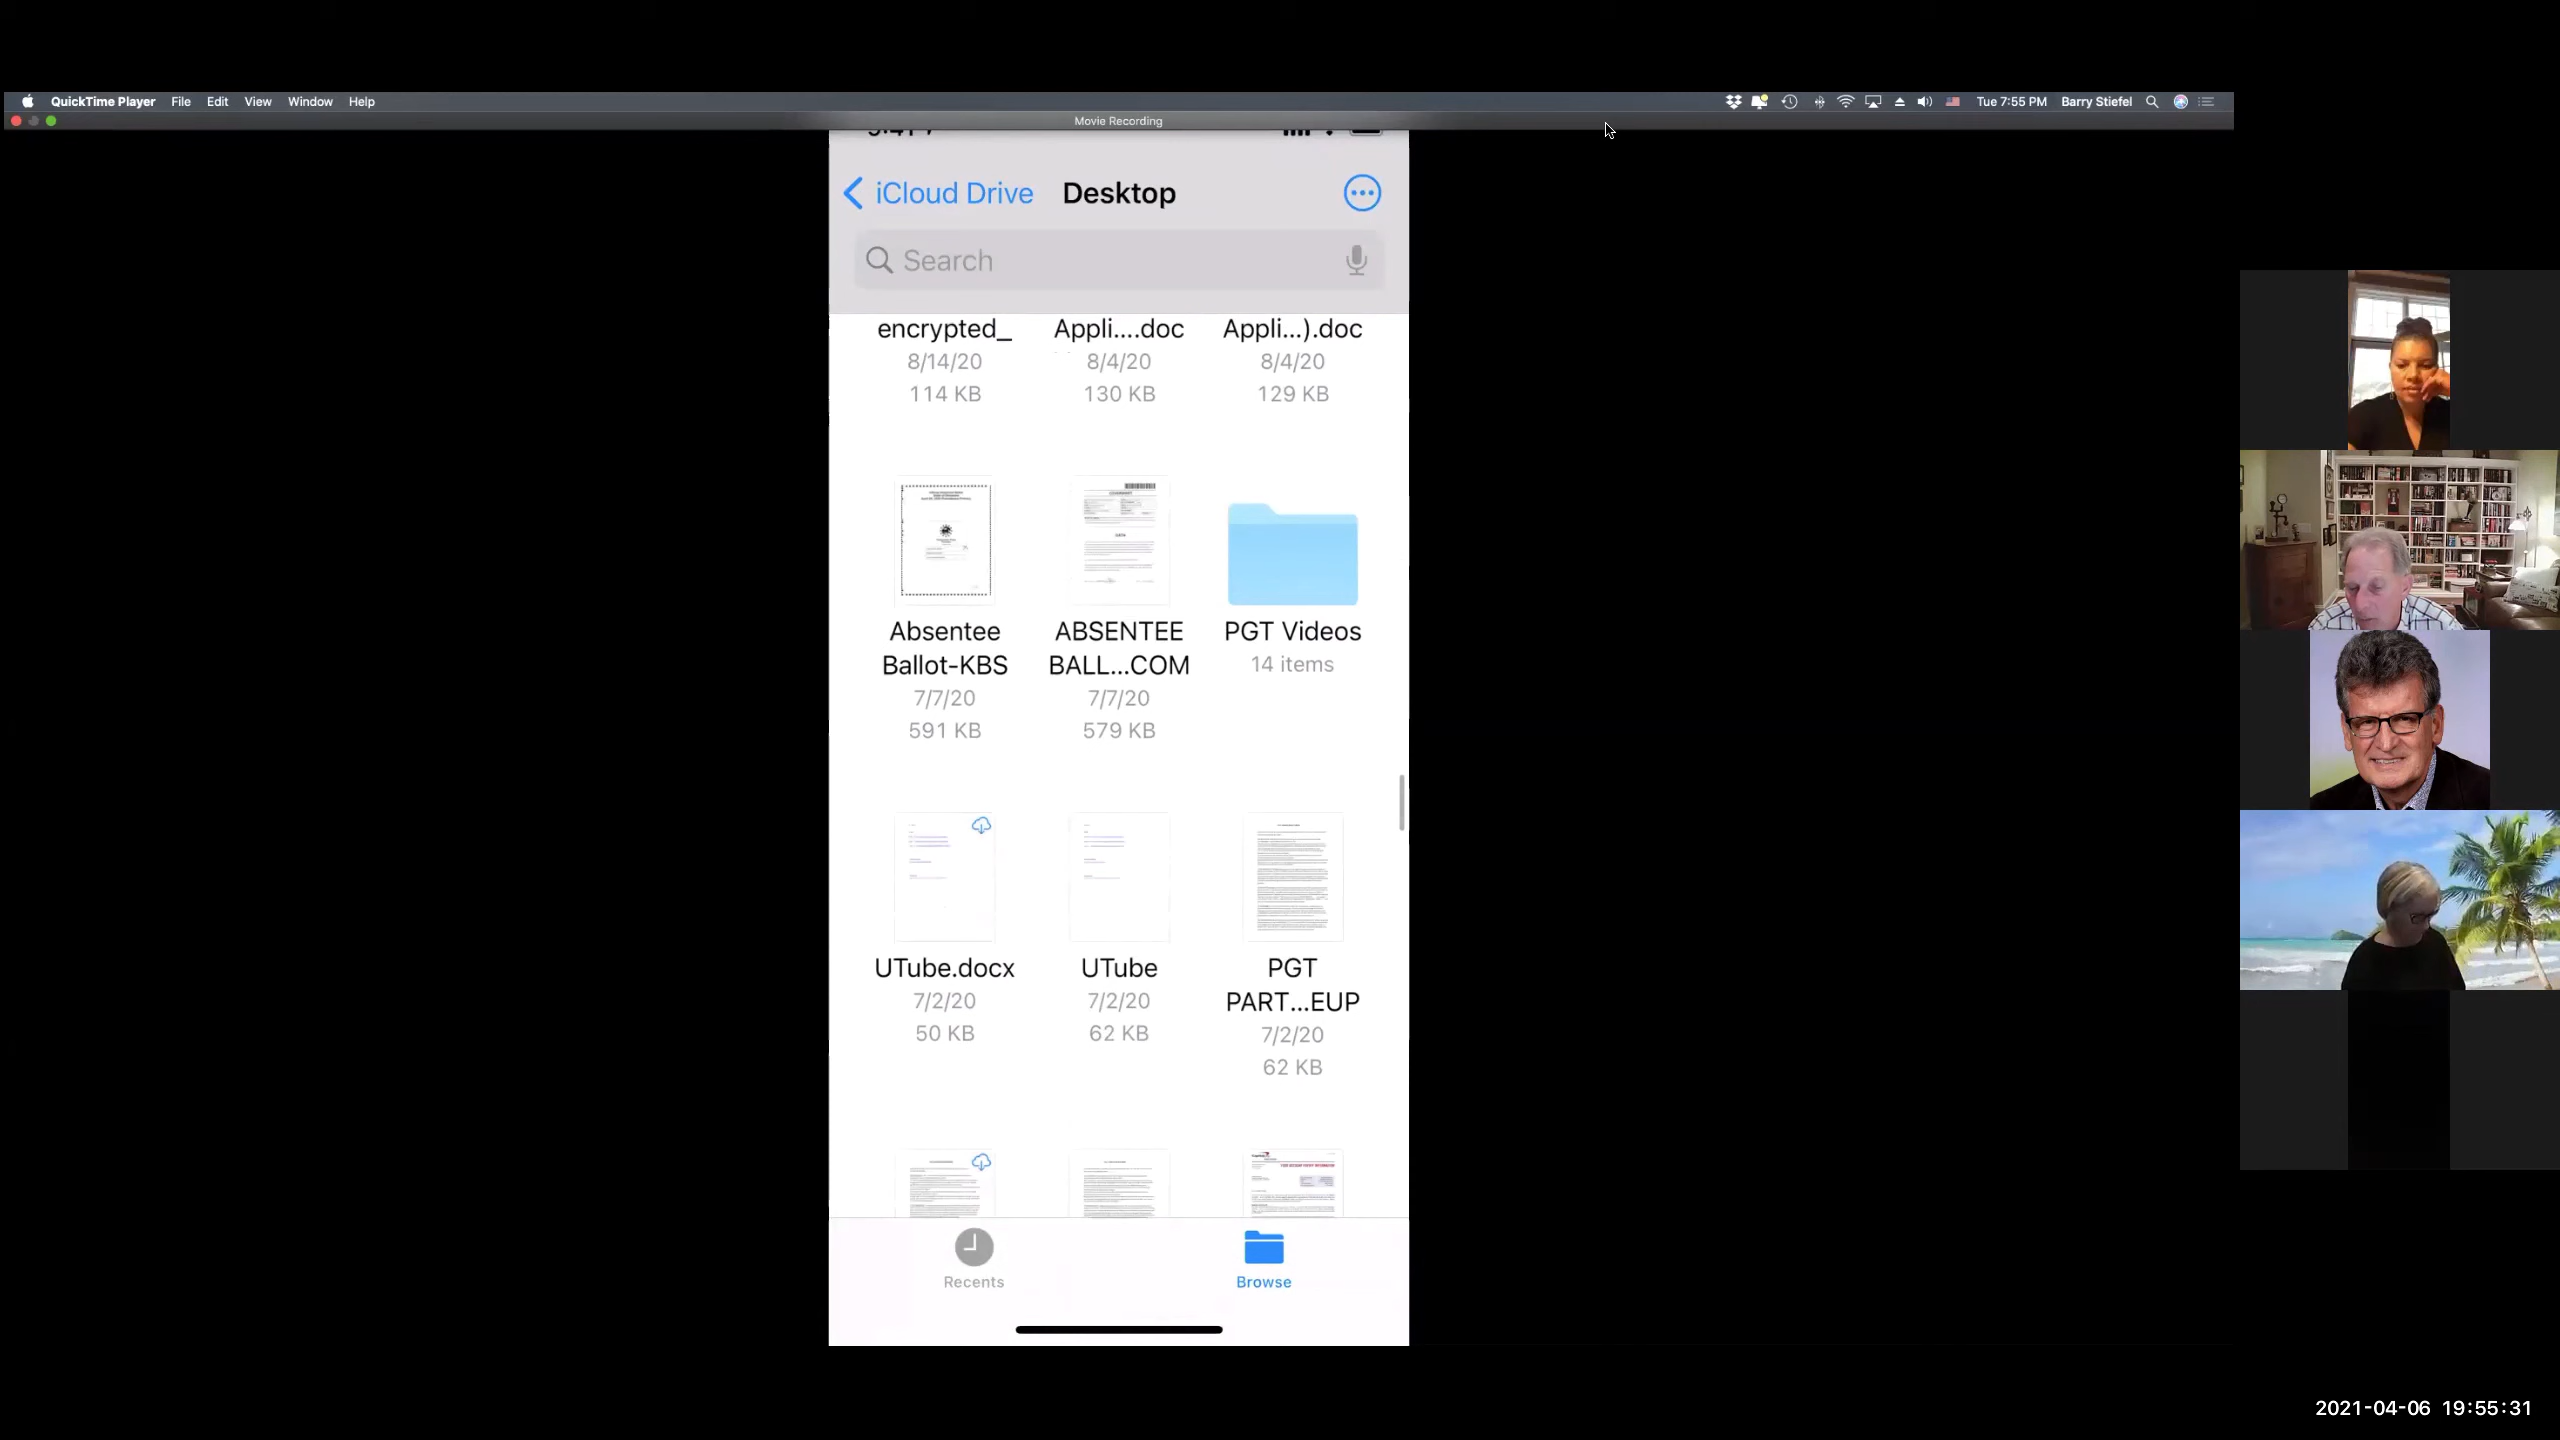 QuickTime Player File Edit View Window Help
Tue 7:55 PM Barry Stiefel
Movie Recording
iCloud Drive Desktop
Search
encrypted_ Appli....doc Appli...).doc
8/14/20 8/4/20 8/4/20
114 KB 130 KB 129 KB
Absentee ABSENTEE PGT Videos
Ballot-KBS BALL...COM 14 items
7/7/20 7/7/20
591 KB 579 KB
UTube.docx UTube PGT
7/2/20 7/2/20 PART...EUP
50 KB 62 KB 7/2/20
62 KB
Recents Browse
2021-04-06 19:55:31